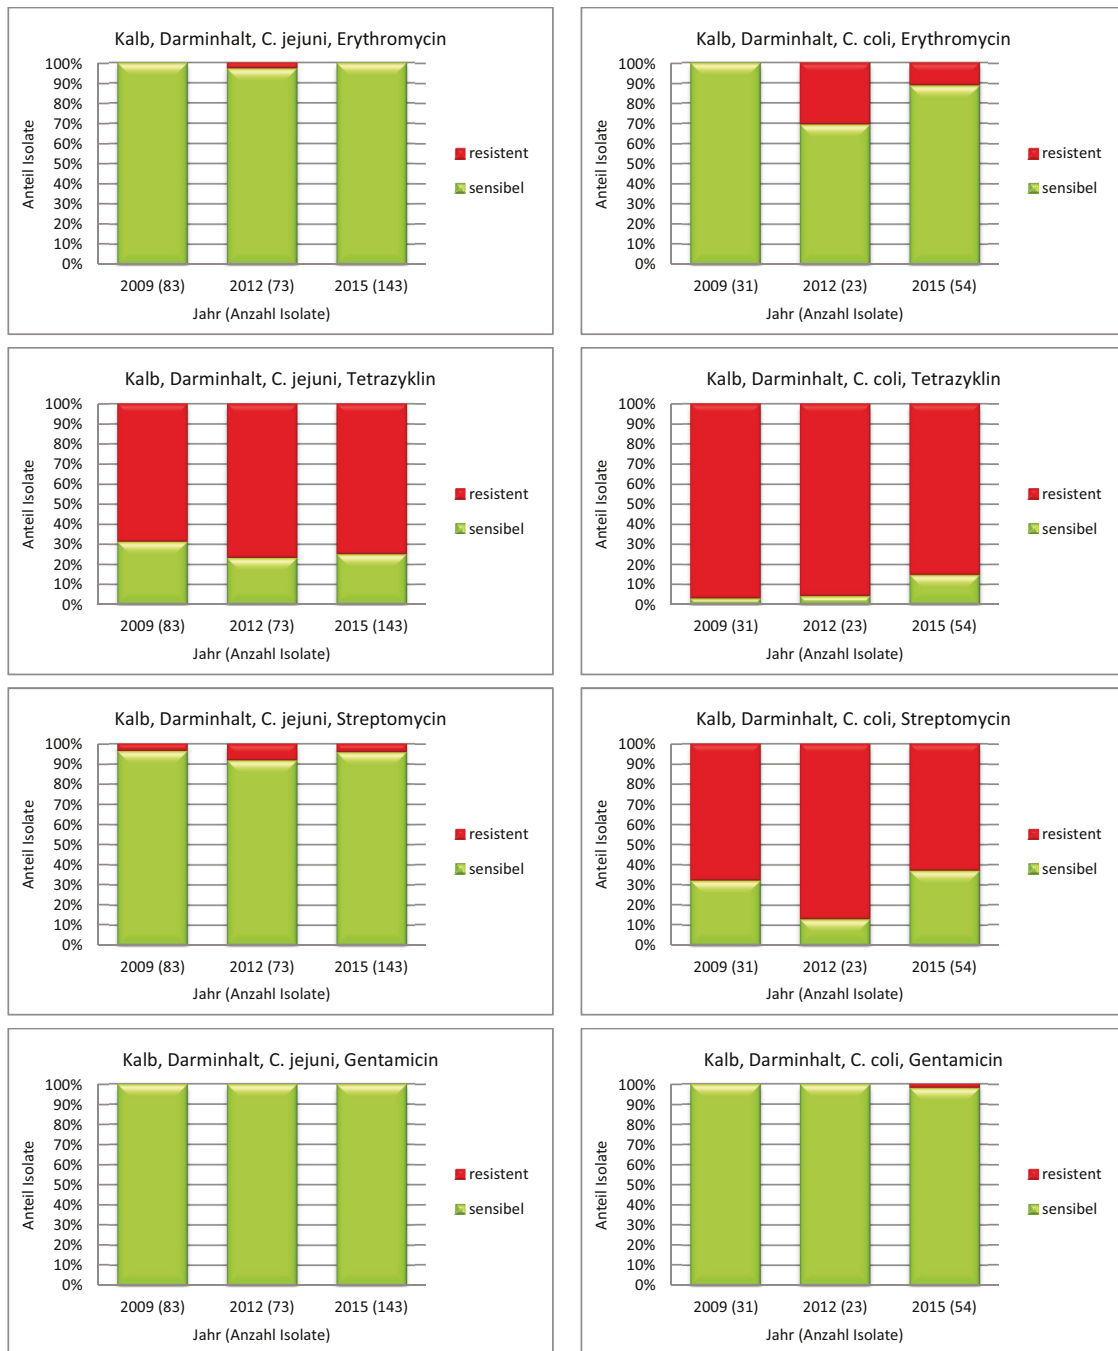 Kalb, Darminhalt, C. jejuni, Erythromycin
100%
90%
80%
70%
60%
50%
40%
30%
20%
10%
0%
Anteil Isolate
resistent
sensibel
2009 (83) 2012 (73) 2015 (143)
Jahr (Anzahl Isolate)
Kalb, Darminhalt, C. coli, Erythromycin
100%
90%
80%
70%
60%
50%
40%
30%
20%
10%
0%
Anteil Isolate
resistent
sensibel
2009 (31) 2012 (23) 2015 (54)
Jahr (Anzahl Isolate)
Kalb, Darminhalt, C. jejuni, Tetrazyklin
100%
90%
80%
70%
60%
50%
40%
30%
20%
10%
0%
Anteil Isolate
resistent
sensibel
2009 (83) 2012 (73) 2015 (143)
Jahr (Anzahl Isolate)
Kalb, Darminhalt, C. coli, Tetrazyklin
100%
90%
80%
70%
60%
50%
40%
30%
20%
10%
0%
Anteil Isolate
resistent
sensibel
2009 (31) 2012 (23) 2015 (54)
Jahr (Anzahl Isolate)
Kalb, Darminhalt, C. jejuni, Streptomycin
100%
90%
80%
70%
60%
50%
40%
30%
20%
10%
0%
Anteil Isolate
resistent
sensibel
2009 (83) 2012 (73) 2015 (143)
Jahr (Anzahl Isolate)
Kalb, Darminhalt, C. coli, Streptomycin
100%
90%
80%
70%
60%
50%
40%
30%
20%
10%
0%
Anteil Isolate
resistent
sensibel
2009 (31) 2012 (23) 2015 (54)
Jahr (Anzahl Isolate)
Kalb, Darminhalt, C. jejuni, Gentamicin
100%
90%
80%
70%
60%
50%
40%
30%
20%
10%
0%
Anteil Isolate
resistent
sensibel
2009 (83) 2012 (73) 2015 (143)
Jahr (Anzahl Isolate)
Kalb, Darminhalt, C. coli, Gentamicin
100%
90%
80%
70%
60%
50%
40%
30%
20%
10%
0%
Anteil Isolate
resistent
sensibel
2009 (31) 2012 (23) 2015 (54)
Jahr (Anzahl Isolate)